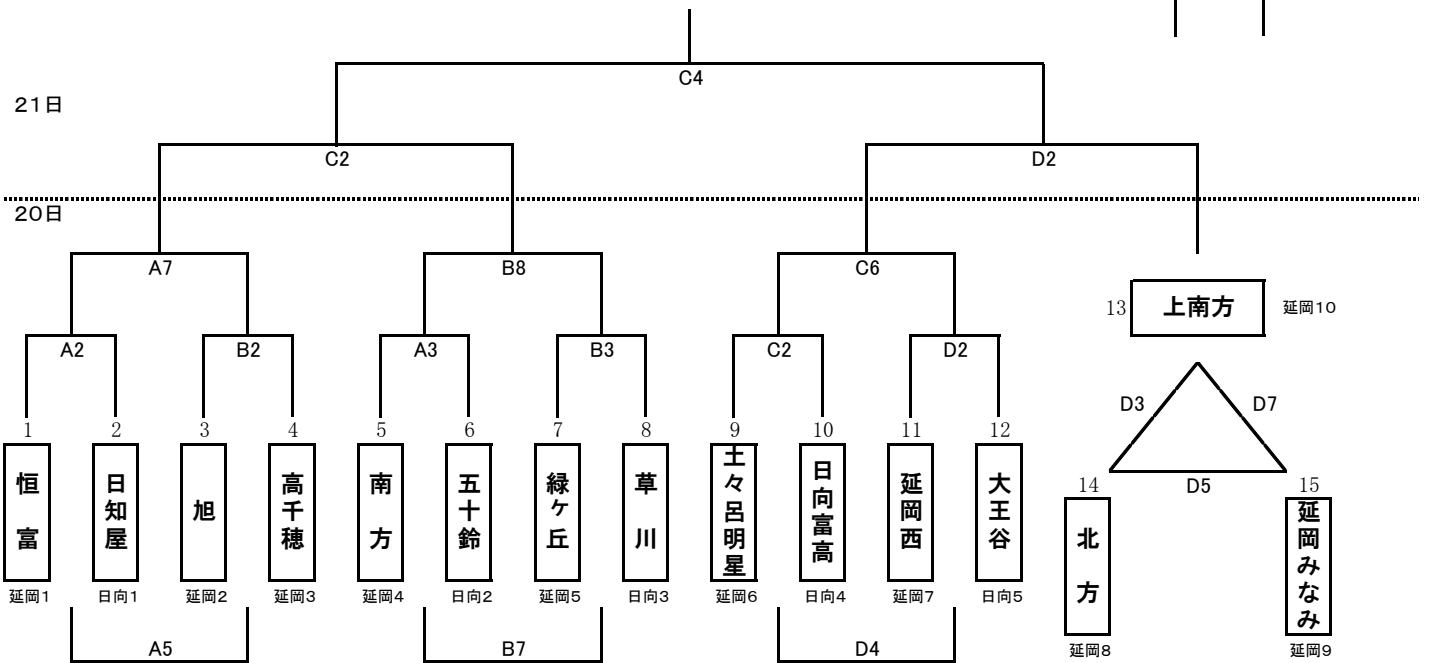 C4
21日
C2
D2
20日
A7
B8
C6
13
上南方
延岡10
A2
B2
A3
B3
C2
D2
D3
D7
1
2
3
4
5
6
7
8
9
10
11
12
D5
14
15
恒富
日知屋
旭
高千穂
南方
五十鈴
緑ケ丘
草川
土々呂明星
日向富高
延岡西
大王谷
北方
延岡みなみ
延岡1
日向1
延岡2
延岡3
延岡4
日向2
延岡5
日向3
延岡6
日向4
延岡7
日向5
延岡8
延岡9
A5
B7
D4